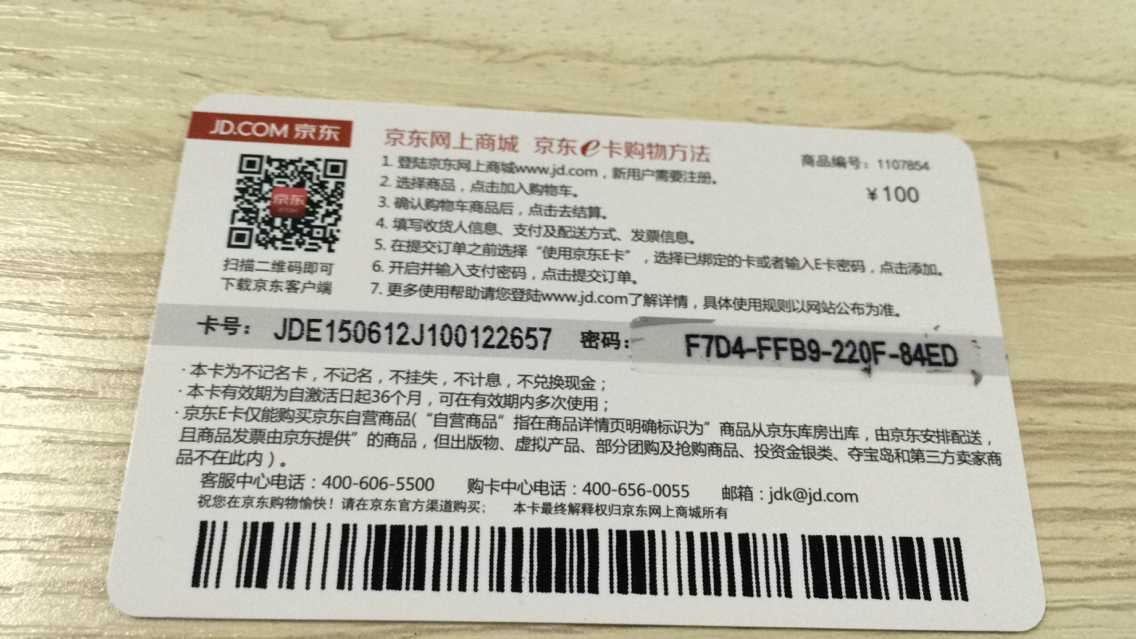 JD.COM 京东
京东网上商城 京东e卡购物方法
商品编号：1107854
￥100
1. 登陆京东网上商城www.jd.com，新用户需要注册。
2. 选择商品，点击加入购物车。
3. 确认购物车商品后，点击去结算。
4. 填写收货人信息、支付及配送方式、发票信息。
5. 在提交订单之前选择“使用京东E卡”，选择已绑定的卡或者输入E卡密码，点击添加。
6. 开启并输入支付密码，点击提交订单。
7. 更多使用帮助请您登陆www.jd.com了解详情，具体使用规则以网站公布为准。
京东
扫描二维码即可
下载京东客户端
卡号： JDE150612J100122657 密码： F7D4-FFB9-220F-84ED
·本卡为不记名卡，不记名，不挂失，不计息，不兑换现金；
·本卡有效期为自激活日起36个月，可在有效期内多次使用；
·京东E卡仅能购买京东自营商品(“自营商品”指在商品详情页明确标识为”商品从京东库房出库，由京东安排配送，
且商品发票由京东提供”的商品，但出版物、虚拟产品、部分团购及抢购商品、投资金银类、夺宝岛和第三方卖家商
品不在此内）。
客服中心电话：400-606-5500 购卡中心电话：400-656-0055 邮箱：jdk@jd.com
祝您在京东购物愉快！请在京东官方渠道购买； 本卡最终解释权归京东网上商城所有